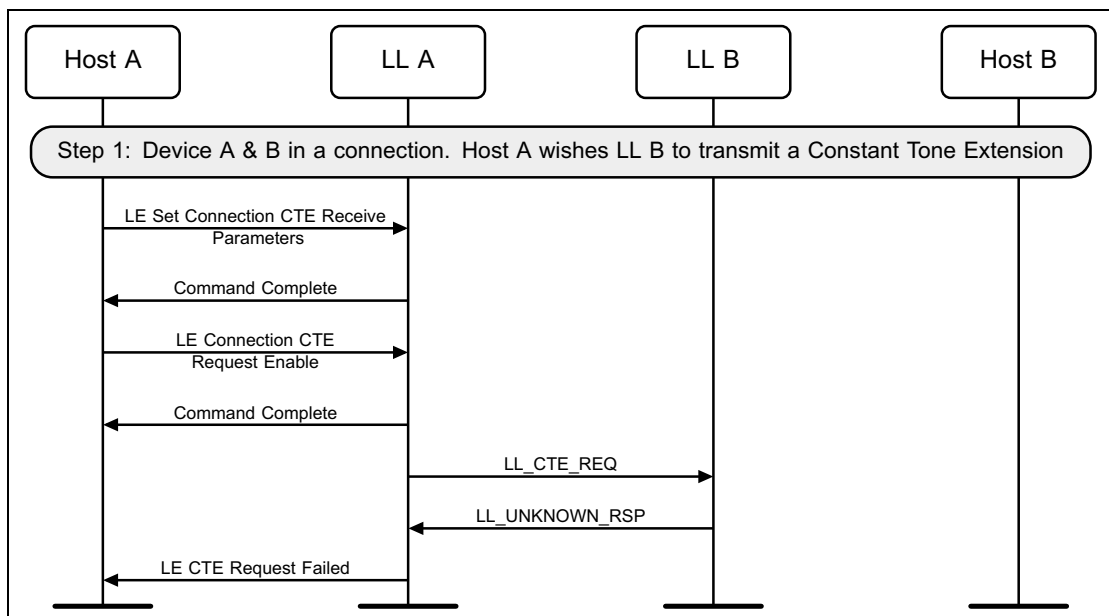 Host A
LL A
LL B
Host B
Step 1: Device A & B in a connection. Host A wishes LL B to transmit a Constant Tone Extension
LE Set Connection CTE Receive
Parameters
Command Complete
LE Connection CTE
Request Enable
Command Complete
LL_CTE_REQ
LL_UNKNOWN_RSP
LE CTE Request Failed